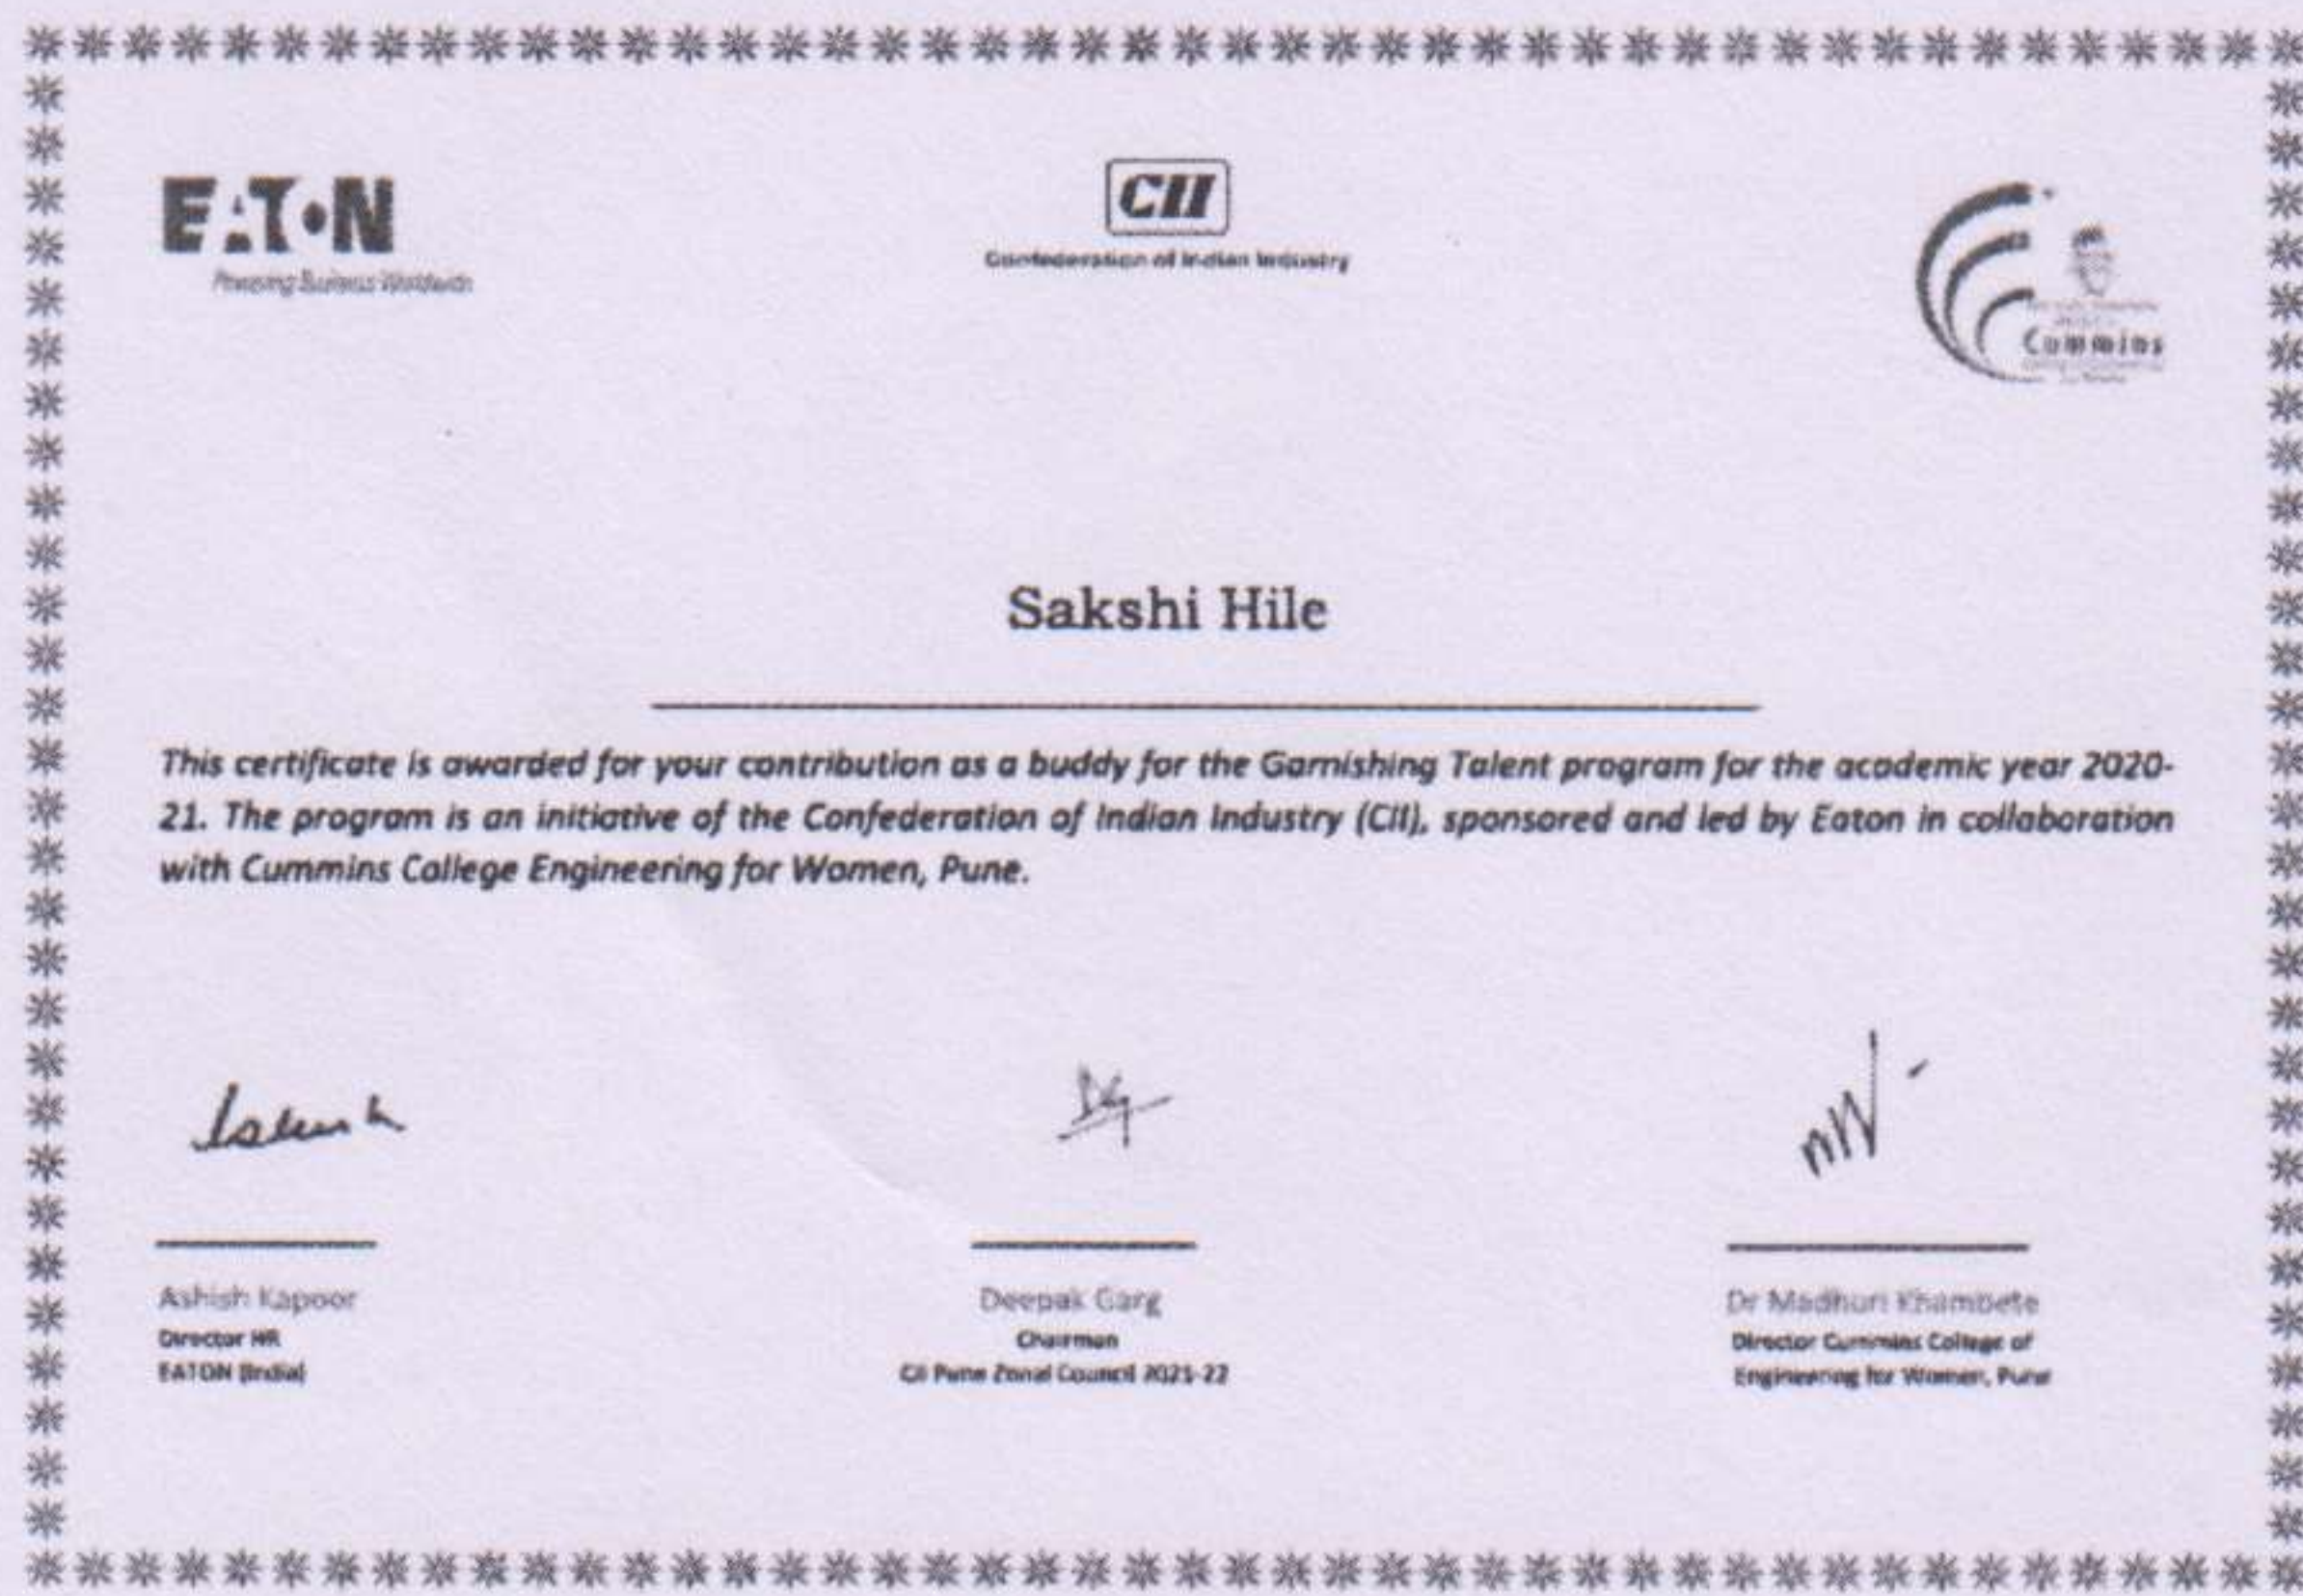 EATON
Powering Business Worldwide
CII
Confederation of Indian Industry
Cummins
Sakshi Hile
This certificate is awarded for your contribution as a buddy for the Garnishing Talent program for the academic year 2020-
21. The program is an initiative of the Confederation of Indian Industry (CII), sponsored and led by Eaton in collaboration
with Cummins College Engineering for Women, Pune.
Ashish Kapoor
Director HR
EATON (India)
Deepak Garg
Chairman
CII Pune Zonal Council 2021-22
Dr Madhuri Khambete
Director Cummins College of
Engineering for Women, Pune